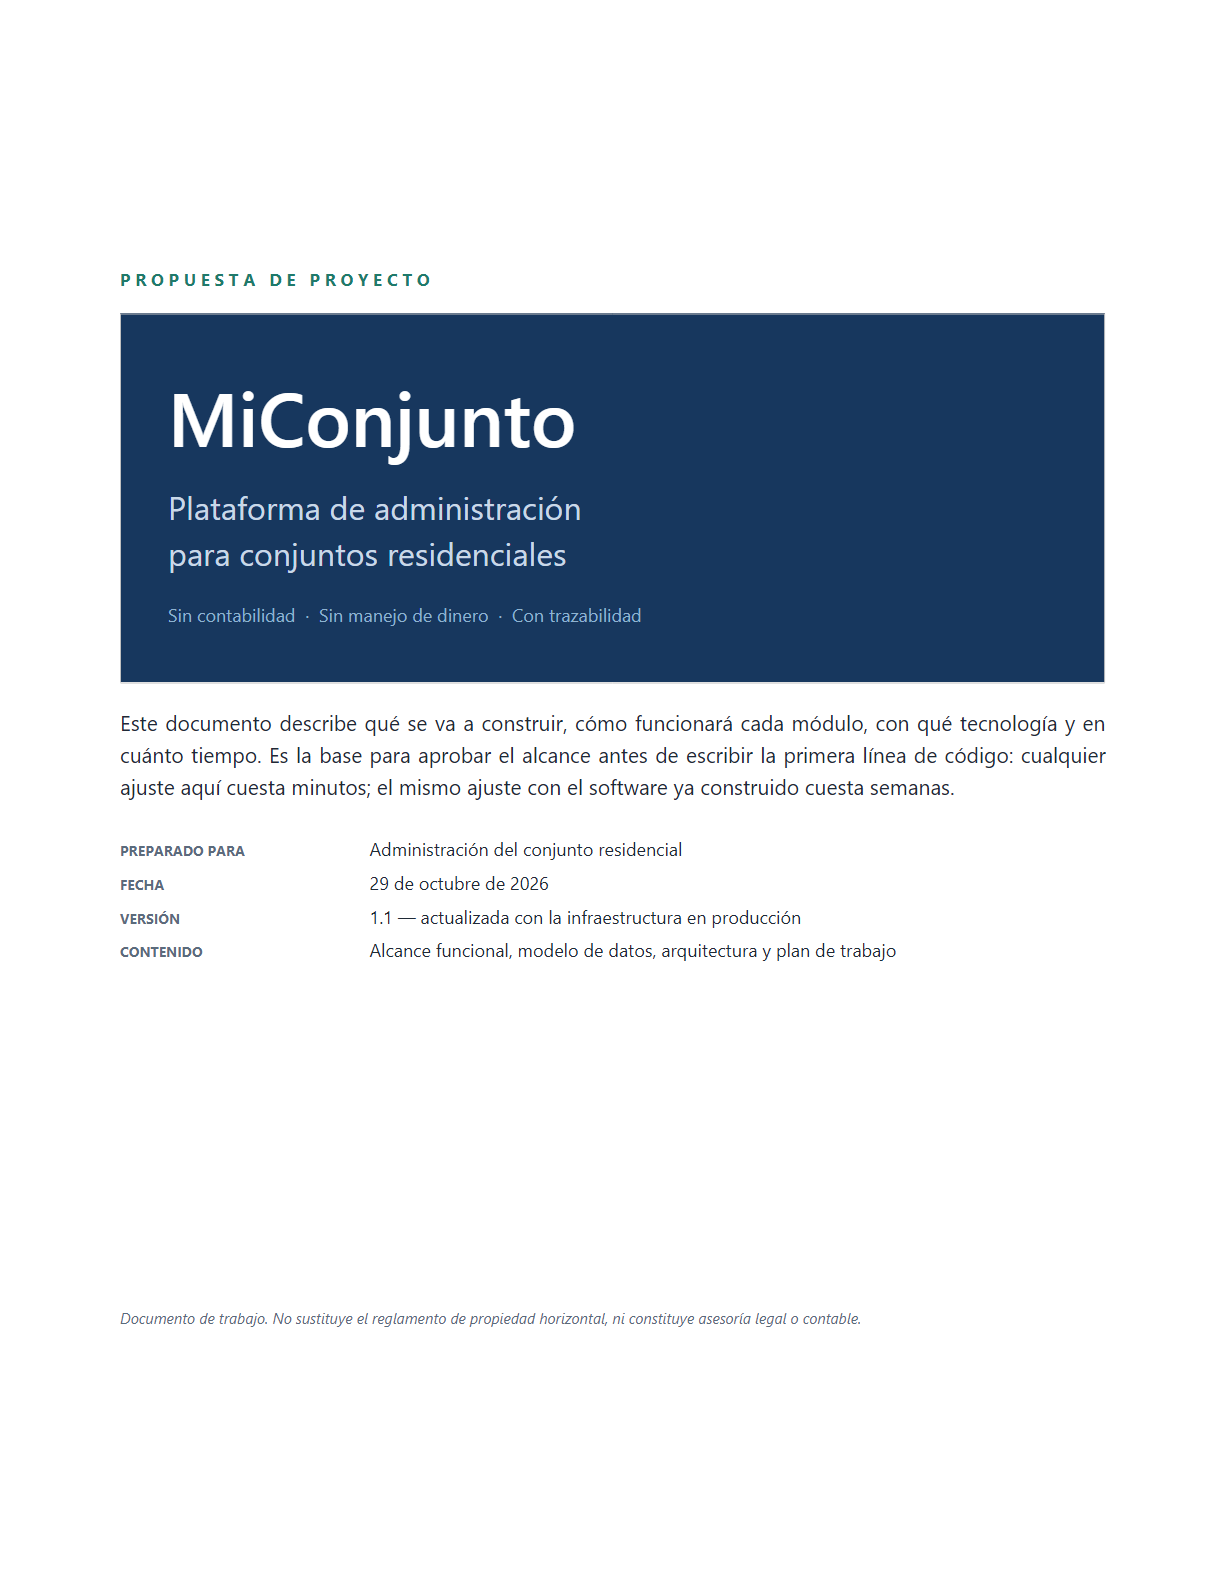 PROPUESTA DE PROYECTO
MiConjunto
Plataforma de administración
para conjuntos residenciales
Sin contabilidad · Sin manejo de dinero · Con trazabilidad
Este documento describe qué se va a construir, cómo funcionará cada módulo, con qué tecnología y en
cuánto tiempo. Es la base para aprobar el alcance antes de escribir la primera línea de código: cualquier
ajuste aquí cuesta minutos; el mismo ajuste con el software ya construido cuesta semanas.
PREPARADO PARA Administración del conjunto residencial
FECHA 29 de octubre de 2026
VERSIÓN 1.1 — actualizada con la infraestructura en producción
CONTENIDO Alcance funcional, modelo de datos, arquitectura y plan de trabajo
Documento de trabajo. No sustituye el reglamento de propiedad horizontal, ni constituye asesoría legal o contable.